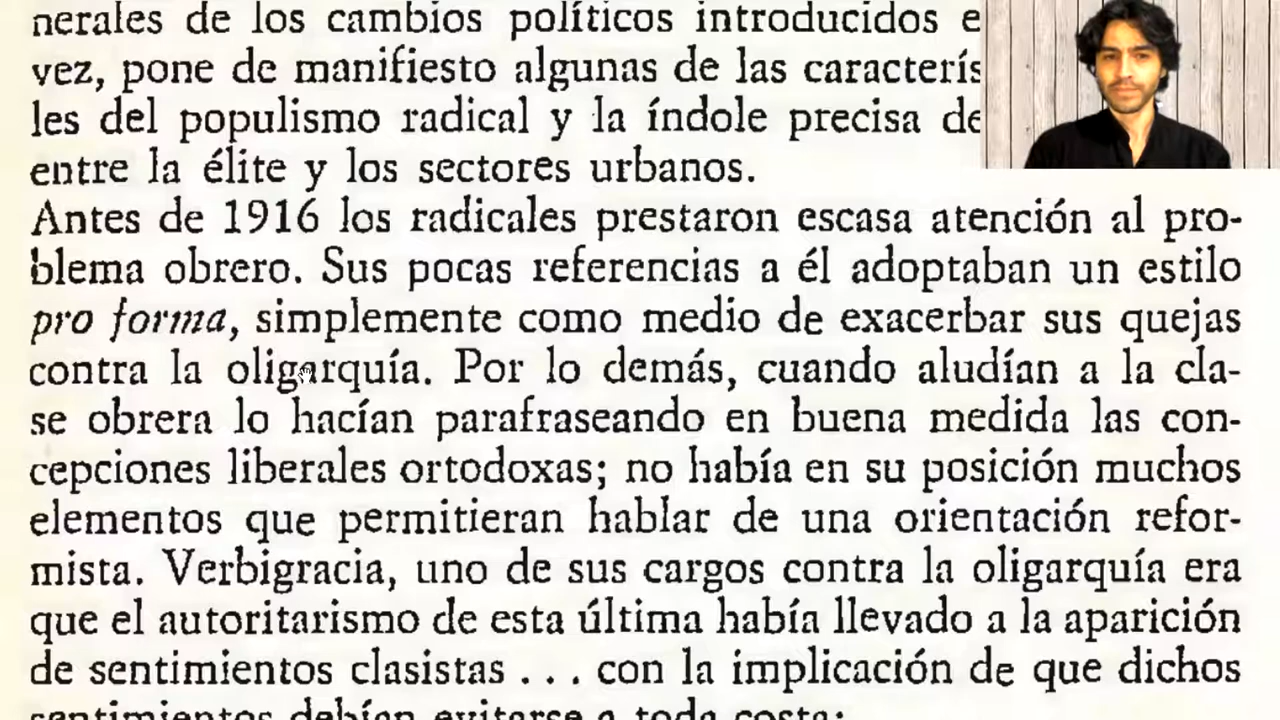 nerales de los cambios políticos introducidos e
vez, pone de manifiesto algunas de las caracterís
les del populismo radical y la índole precisa de
entre la élite y los sectores urbanos.
Antes de 1916 los radicales prestaron escasa atención al pro-
blema obrero. Sus pocas referencias a él adoptaban un estilo
pro forma, simplemente como medio de exacerbar sus quejas
contra la oligarquía. Por lo demás, cuando aludían a la cla-
se obrera lo hacían parafraseando en buena medida las con-
cepciones liberales ortodoxas; no había en su posición muchos
elementos que permitieran hablar de una orientación refor-
mista. Verbigracia, uno de sus cargos contra la oligarquía era
que el autoritarismo de esta última había llevado a la aparición
de sentimientos clasistas . . . con la implicación de que dichos
sentimientos debían evitarse a toda costa: